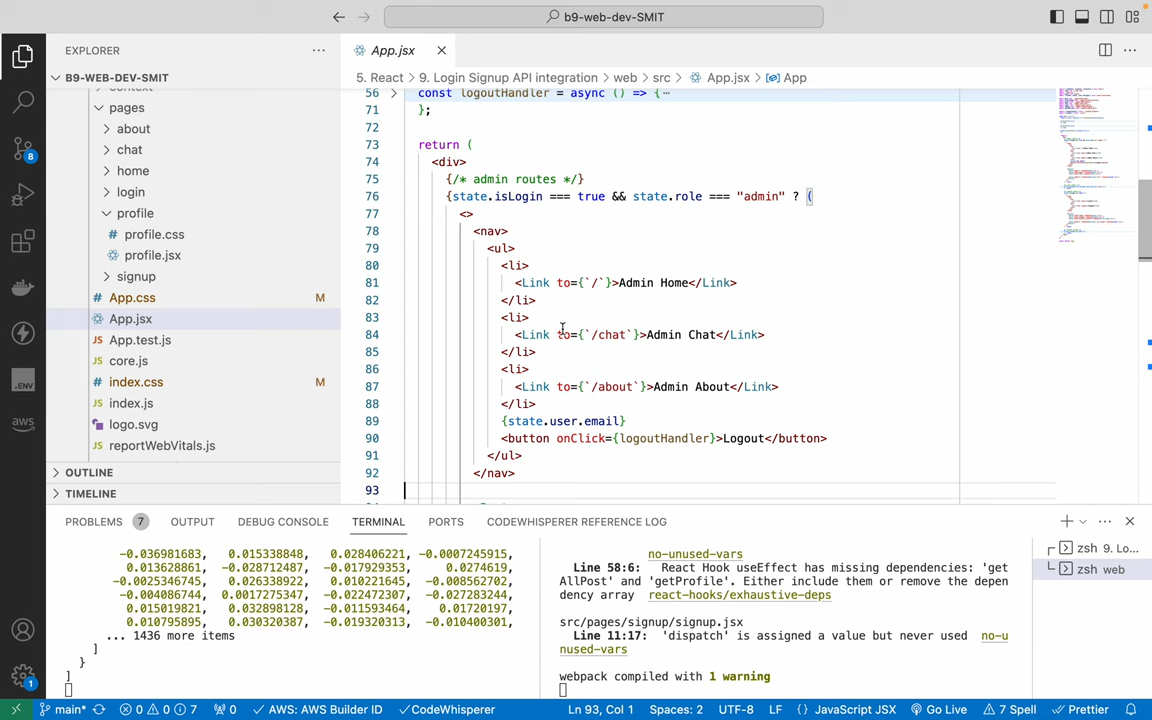 b9-web-dev-SMIT
EXPLORER
App.jsx
B9-WEB-DEV-SMIT
5. React > 9. Login Signup API integration > web > src > App.jsx > App
context
pages
about
chat
home
login
profile
profile.css
profile.jsx
signup
App.css M
App.jsx
App.test.js
core.js
index.css M
index.js
logo.svg
reportWebVitals.js
OUTLINE
TIMELINE
56 const logoutHandler = async () => {
71 };
72
73 return (
74 <div>
75 {/* admin routes */}
76 {state.isLogin === true && state.role === "admin" ? (
77 <>
78 <nav>
79 <ul>
80 <li>
81 <Link to={`/`}>Admin Home</Link>
82 </li>
83 <li>
84 <Link to={`/chat`}>Admin Chat</Link>
85 </li>
86 <li>
87 <Link to={`/about`}>Admin About</Link>
88 </li>
89 {state.user.email}
90 <button onClick={logoutHandler}>Logout</button>
91 </ul>
92 </nav>
93
PROBLEMS 7 OUTPUT DEBUG CONSOLE TERMINAL PORTS CODEWHISPERER REFERENCE LOG
-0.036981683, 0.015338848, 0.028406221, -0.0007245915,
0.013628861, -0.028712487, -0.017929353, 0.0274619,
-0.0025346745, 0.026338922, 0.010221645, -0.008562702,
-0.004086744, 0.0017275347, -0.022472307, -0.027283244,
0.015019821, 0.032898128, -0.011593464, 0.01720197,
0.010795895, 0.030320387, -0.019320313, -0.010400301,
... 1436 more items
]
}
]
no-unused-vars
Line 58:6: React Hook useEffect has missing dependencies: 'get
AllPost' and 'getProfile'. Either include them or remove the depen
dency array react-hooks/exhaustive-deps
src/pages/signup/signup.jsx
Line 11:17: 'dispatch' is assigned a value but never used no-u
nused-vars
webpack compiled with 1 warning
zsh 9. Lo...
zsh web
8
.ENV
aws
1
main* 0 0 7 0 AWS: AWS Builder ID CodeWhisperer Ln 93, Col 1 Spaces: 2 UTF-8 LF {} JavaScript JSX Go Live 7 Spell Prettier